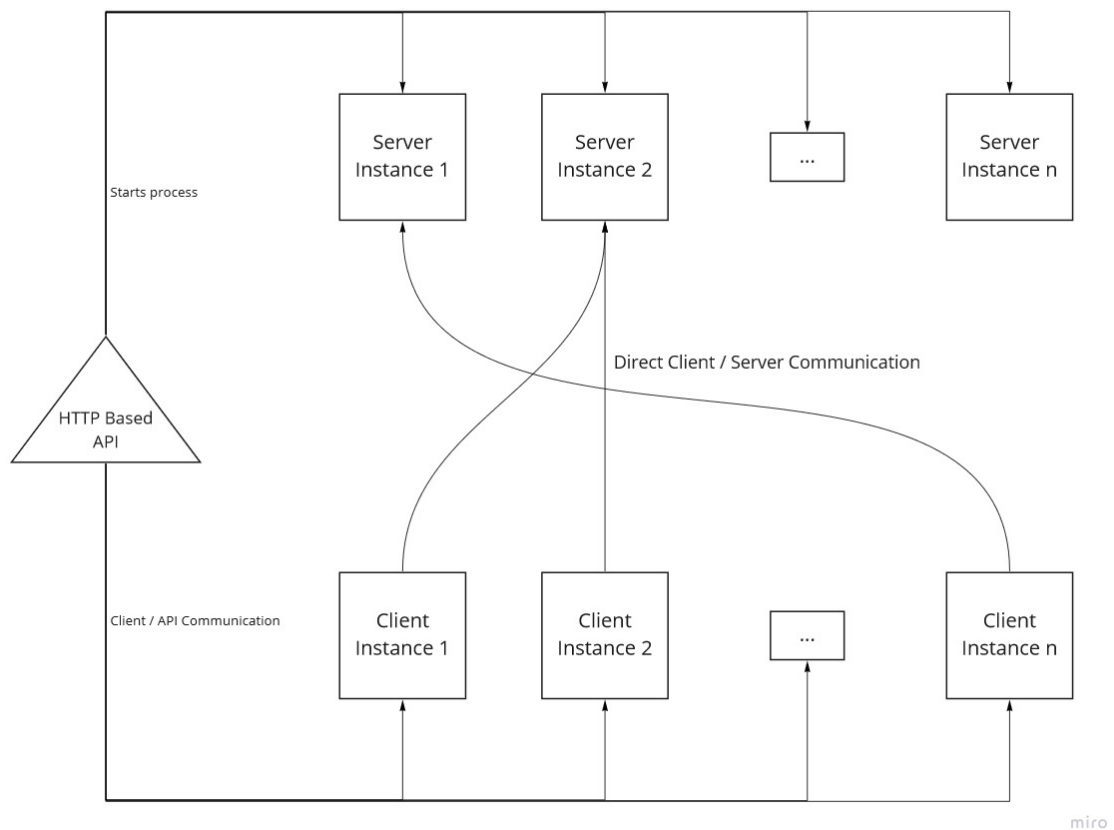 Server
Instance 1
Server
Instance 2
...
Server
Instance n
Starts process
Direct Client / Server Communication
HTTP Based
API
Client / API Communication
Client
Instance 1
Client
Instance 2
...
Client
Instance n
miro